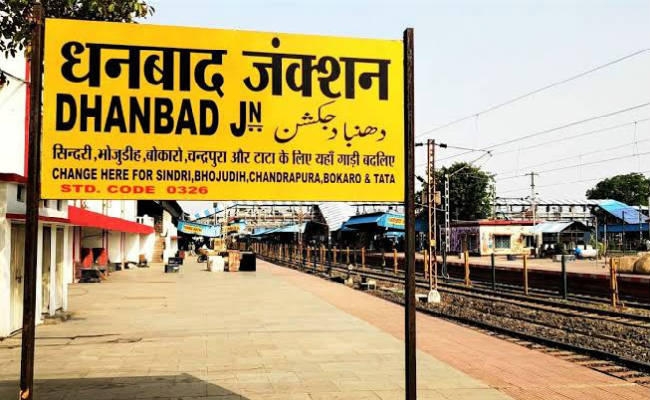 धनबाद जंक्शन
DHANBAD JN دھنباد جنکشن
सिन्दरी,भोजुडीह,बोकारो,चन्द्रपुरा और टाटा के लिए यहाँ गाड़ी बदलिए
CHANGE HERE FOR SINDRI,BHOJUDIH,CHANDRAPURA,BOKARO & TATA
STD. CODE 0326